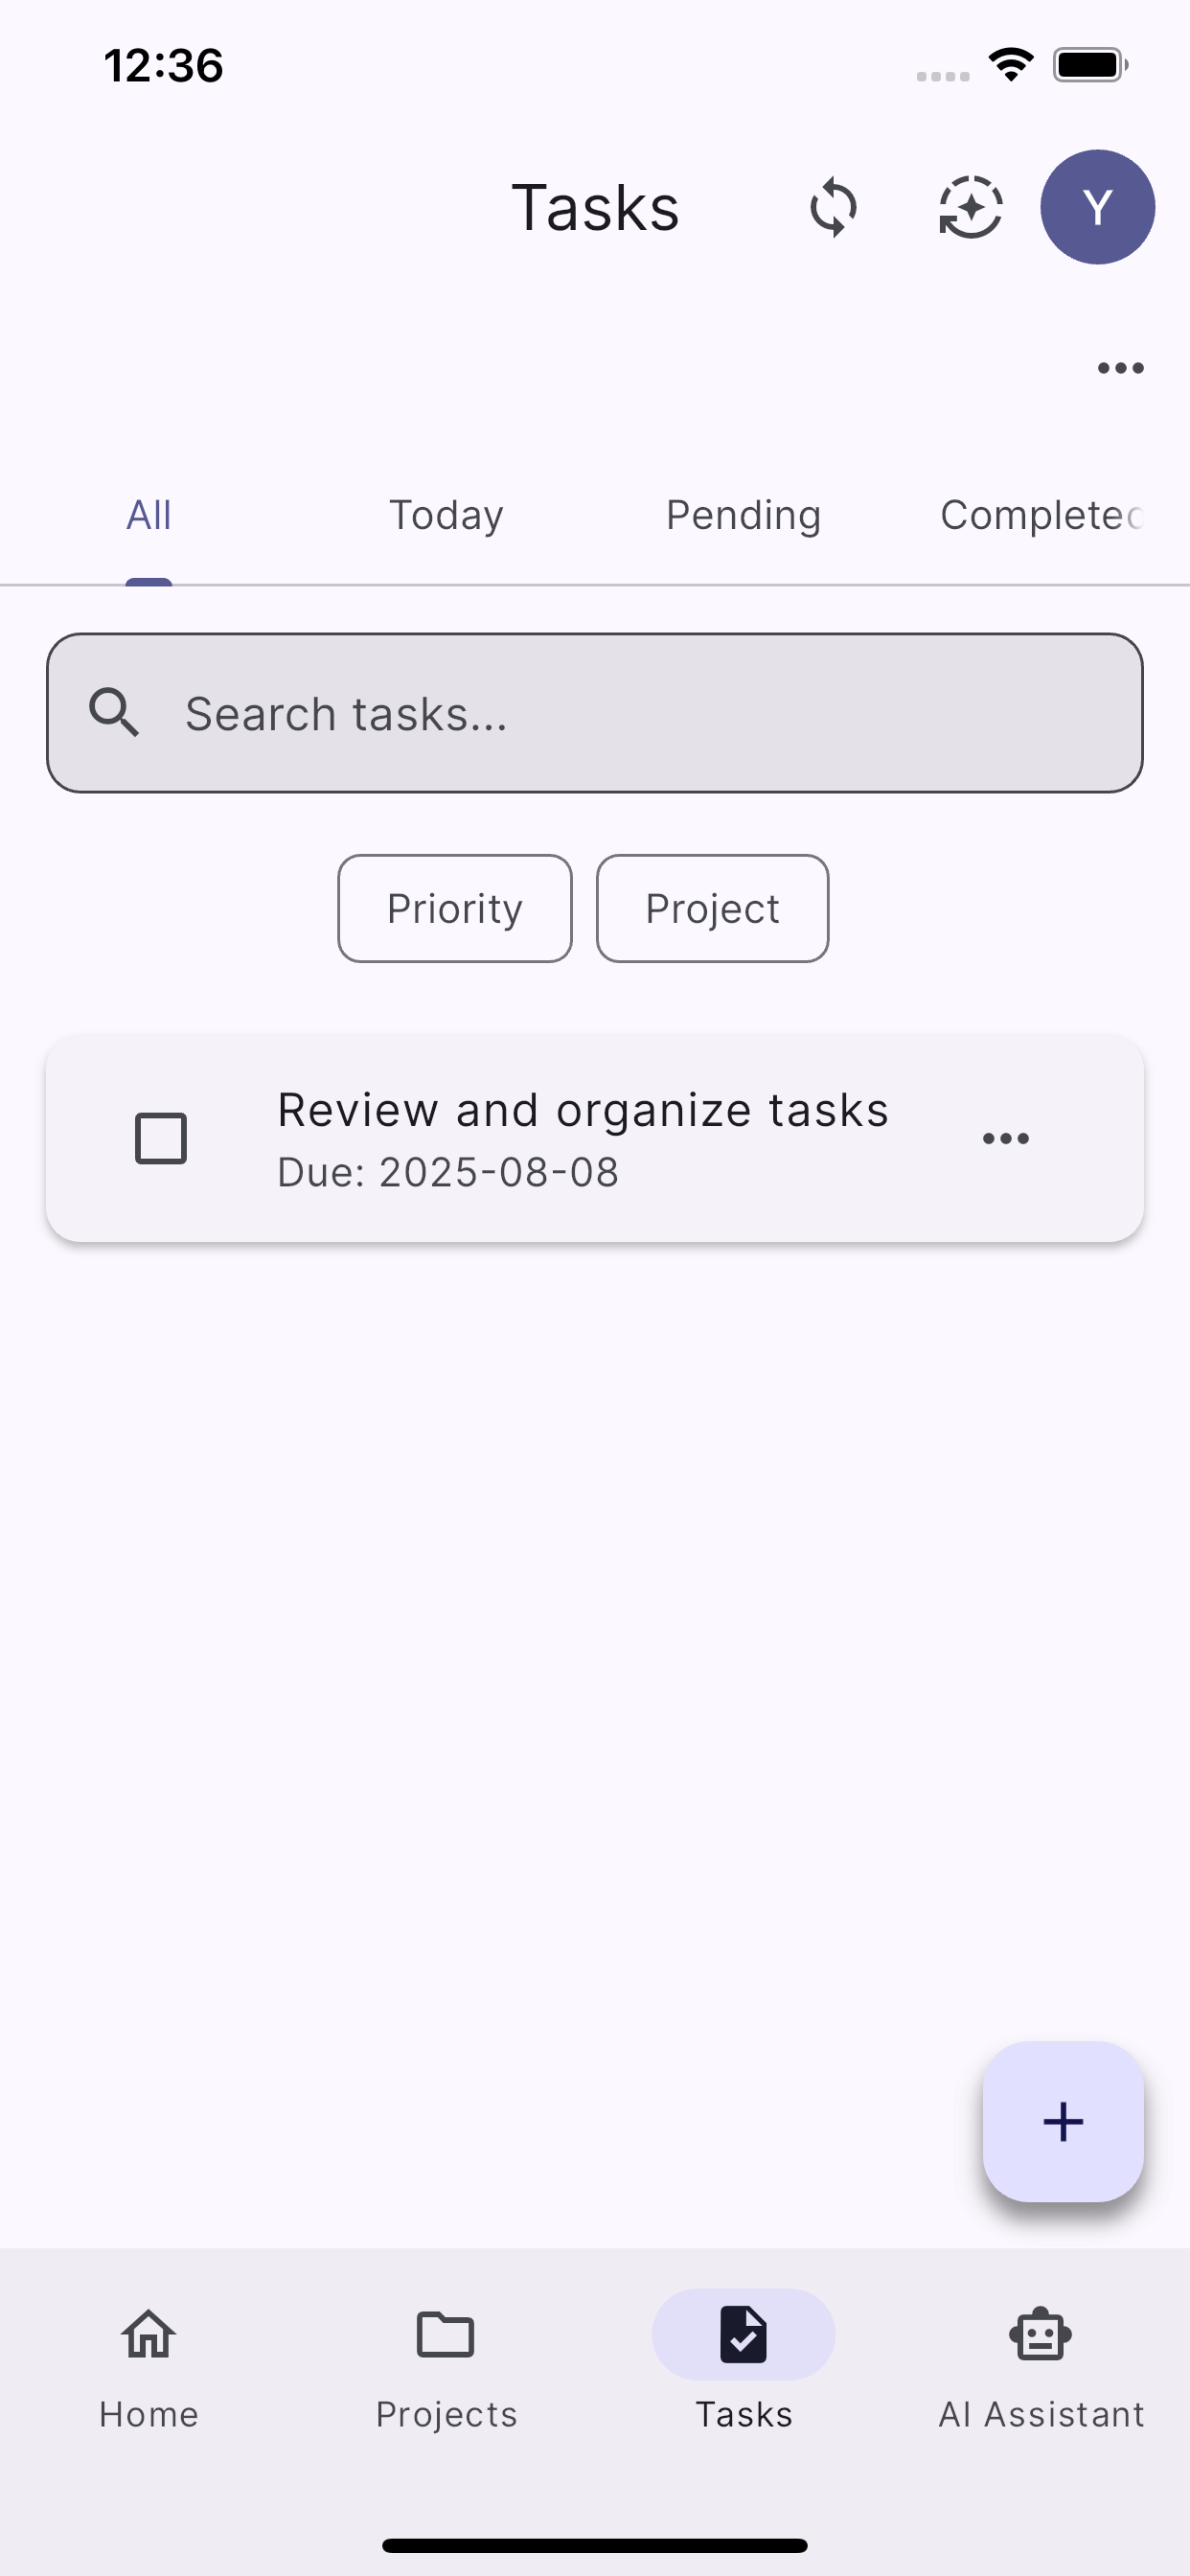 12:36
Tasks
Y
All Today Pending Completed
Search tasks...
Priority Project
Review and organize tasks
Due: 2025-08-08
Home Projects Tasks AI Assistant